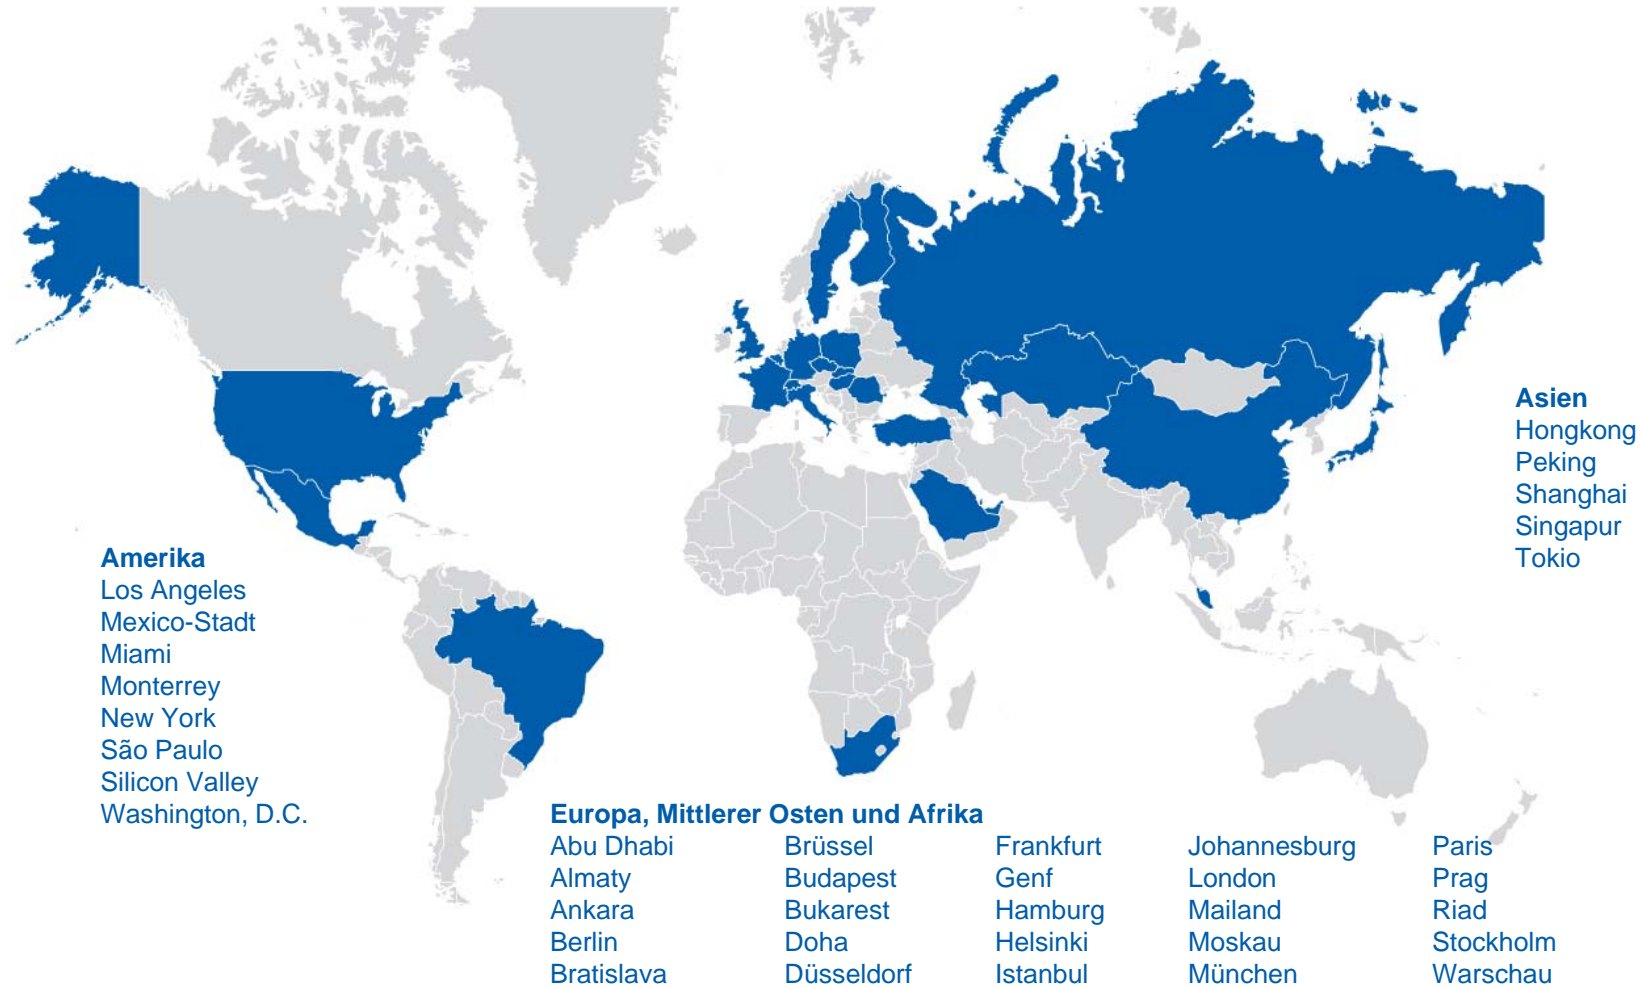 Asien
Hongkong
Peking
Shanghai
Singapur
Tokio
Amerika
Los Angeles
Mexico-Stadt
Miami
Monterrey
New York
São Paulo
Silicon Valley
Washington, D.C.
Europa, Mittlerer Osten und Afrika
Abu Dhabi
Almaty
Ankara
Berlin
Bratislava
Brüssel
Budapest
Bukarest
Doha
Düsseldorf
Frankfurt
Genf
Hamburg
Helsinki
Istanbul
Johannesburg
London
Mailand
Moskau
München
Paris
Prag
Riad
Stockholm
Warschau